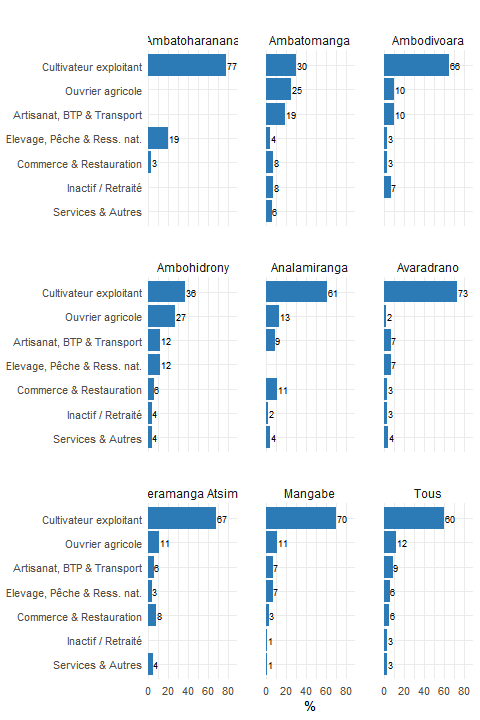 Ambatoharanana Ambatomanga Ambodivoara
Cultivateur exploitant 77 30 66
Ouvrier agricole 25 10
Artisanat, BTP & Transport 19 10
Elevage, Pêche & Ress. nat. 19 4 3
Commerce & Restauration 3 8 3
Inactif / Retraité 8 7
Services & Autres 6
Ambohidrony Analamiranga Avaradrano
Cultivateur exploitant 36 61 73
Ouvrier agricole 27 13 2
Artisanat, BTP & Transport 12 9 7
Elevage, Pêche & Ress. nat. 12 7
Commerce & Restauration 6 11 3
Inactif / Retraité 4 2 3
Services & Autres 4 4 4
eramanga Atsim Mangabe Tous
Cultivateur exploitant 67 70 60
Ouvrier agricole 11 11 12
Artisanat, BTP & Transport 6 7 9
Elevage, Pêche & Ress. nat. 3 7 6
Commerce & Restauration 8 3 6
Inactif / Retraité 1 3
Services & Autres 4 1 3
0 20 40 60 80 0 20 40 60 80 0 20 40 60 80
%